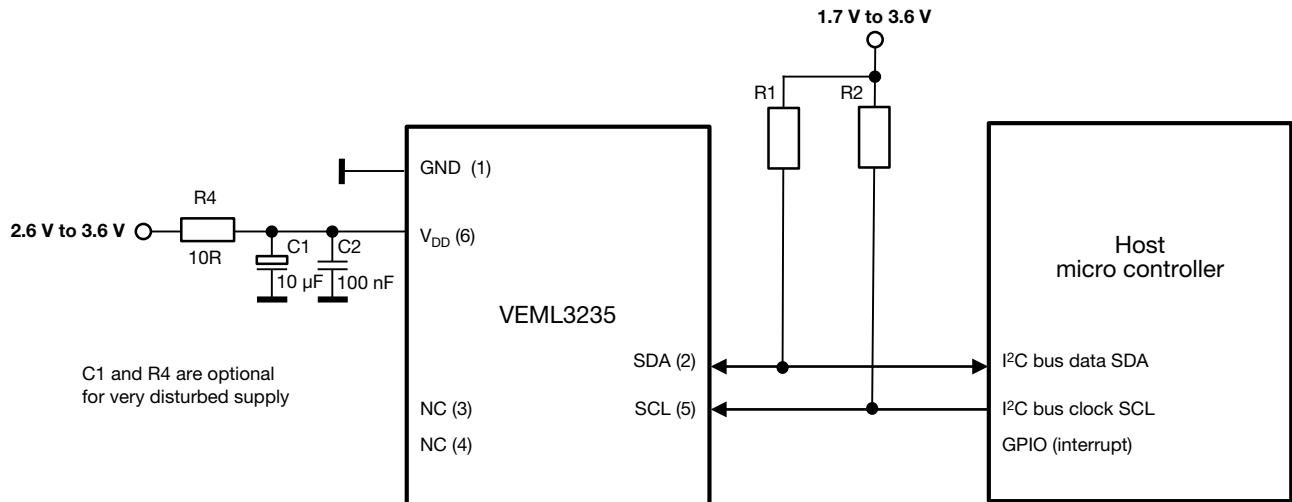 1.7 V to 3.6 V
R1
R2
GND (1)
R4
2.6 V to 3.6 V
10R
C1
C2
10 µF
100 nF
V_DD (6)
VEML3235
Host
micro controller
C1 and R4 are optional
for very disturbed supply
SDA (2)
I²C bus data SDA
NC (3)
SCL (5)
I²C bus clock SCL
NC (4)
GPIO (interrupt)